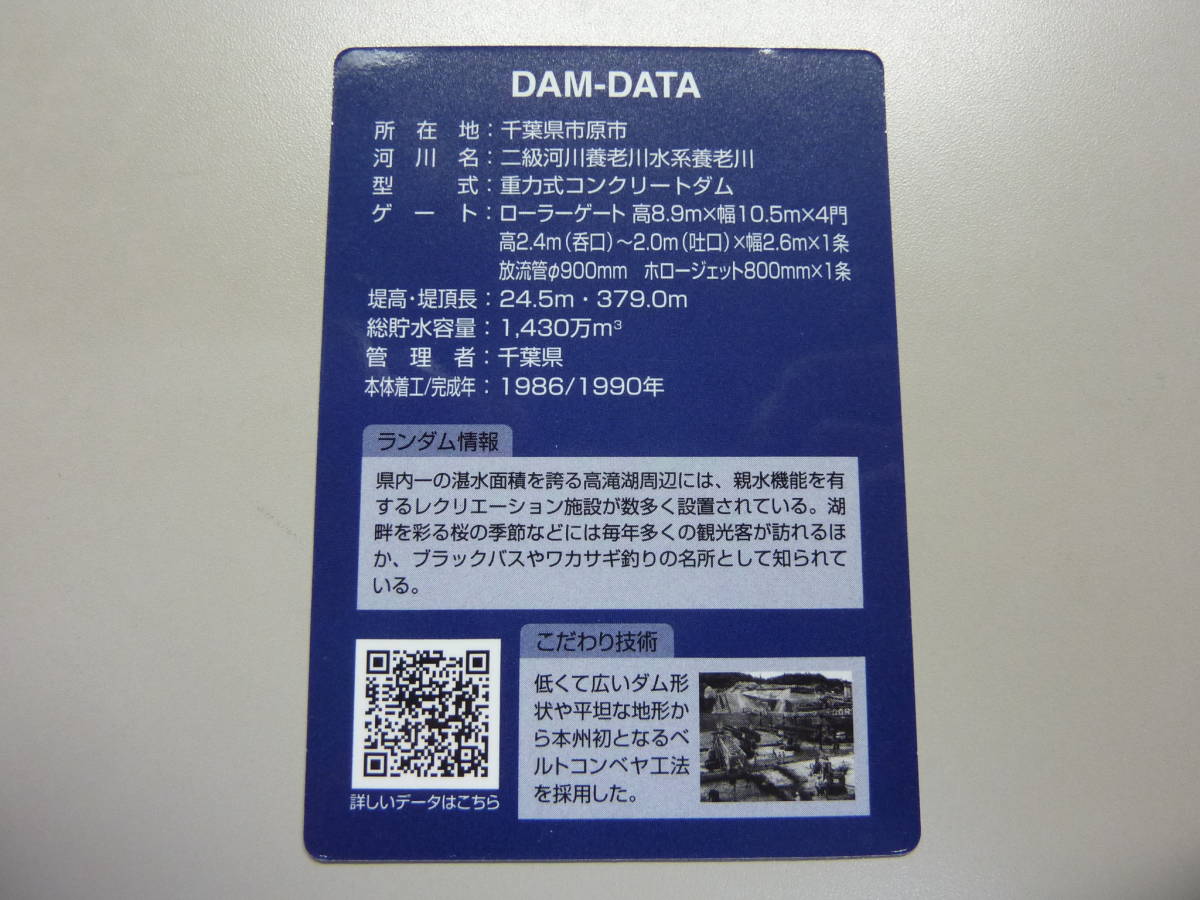 DAM-DATA
所在地：千葉県市原市
河川名：二級河川養老川水系養老川
型式：重力式コンクリートダム
ゲート：ローラーゲート 高8.9m×幅10.5m×4門
高2.4m（呑口）～2.0m（吐口）×幅2.6m×1条
放流管φ900mm ホロージェット800mm×1条
堤高・堤頂長：24.5m・379.0m
総貯水容量：1,430万m³
管理者：千葉県
本体着工/完成年：1986/1990年
ランダム情報
県内一の湛水面積を誇る高滝湖周辺には、親水機能を有
するレクリエーション施設が数多く設置されている。湖
畔を彩る桜の季節などには毎年多くの観光客が訪れるほ
か、ブラックバスやワカサギ釣りの名所として知られて
いる。
こだわり技術
低くて広いダム形
状や平坦な地形か
ら本州初となるベ
ルトコンベヤ工法
を採用した。
詳しいデータはこちら